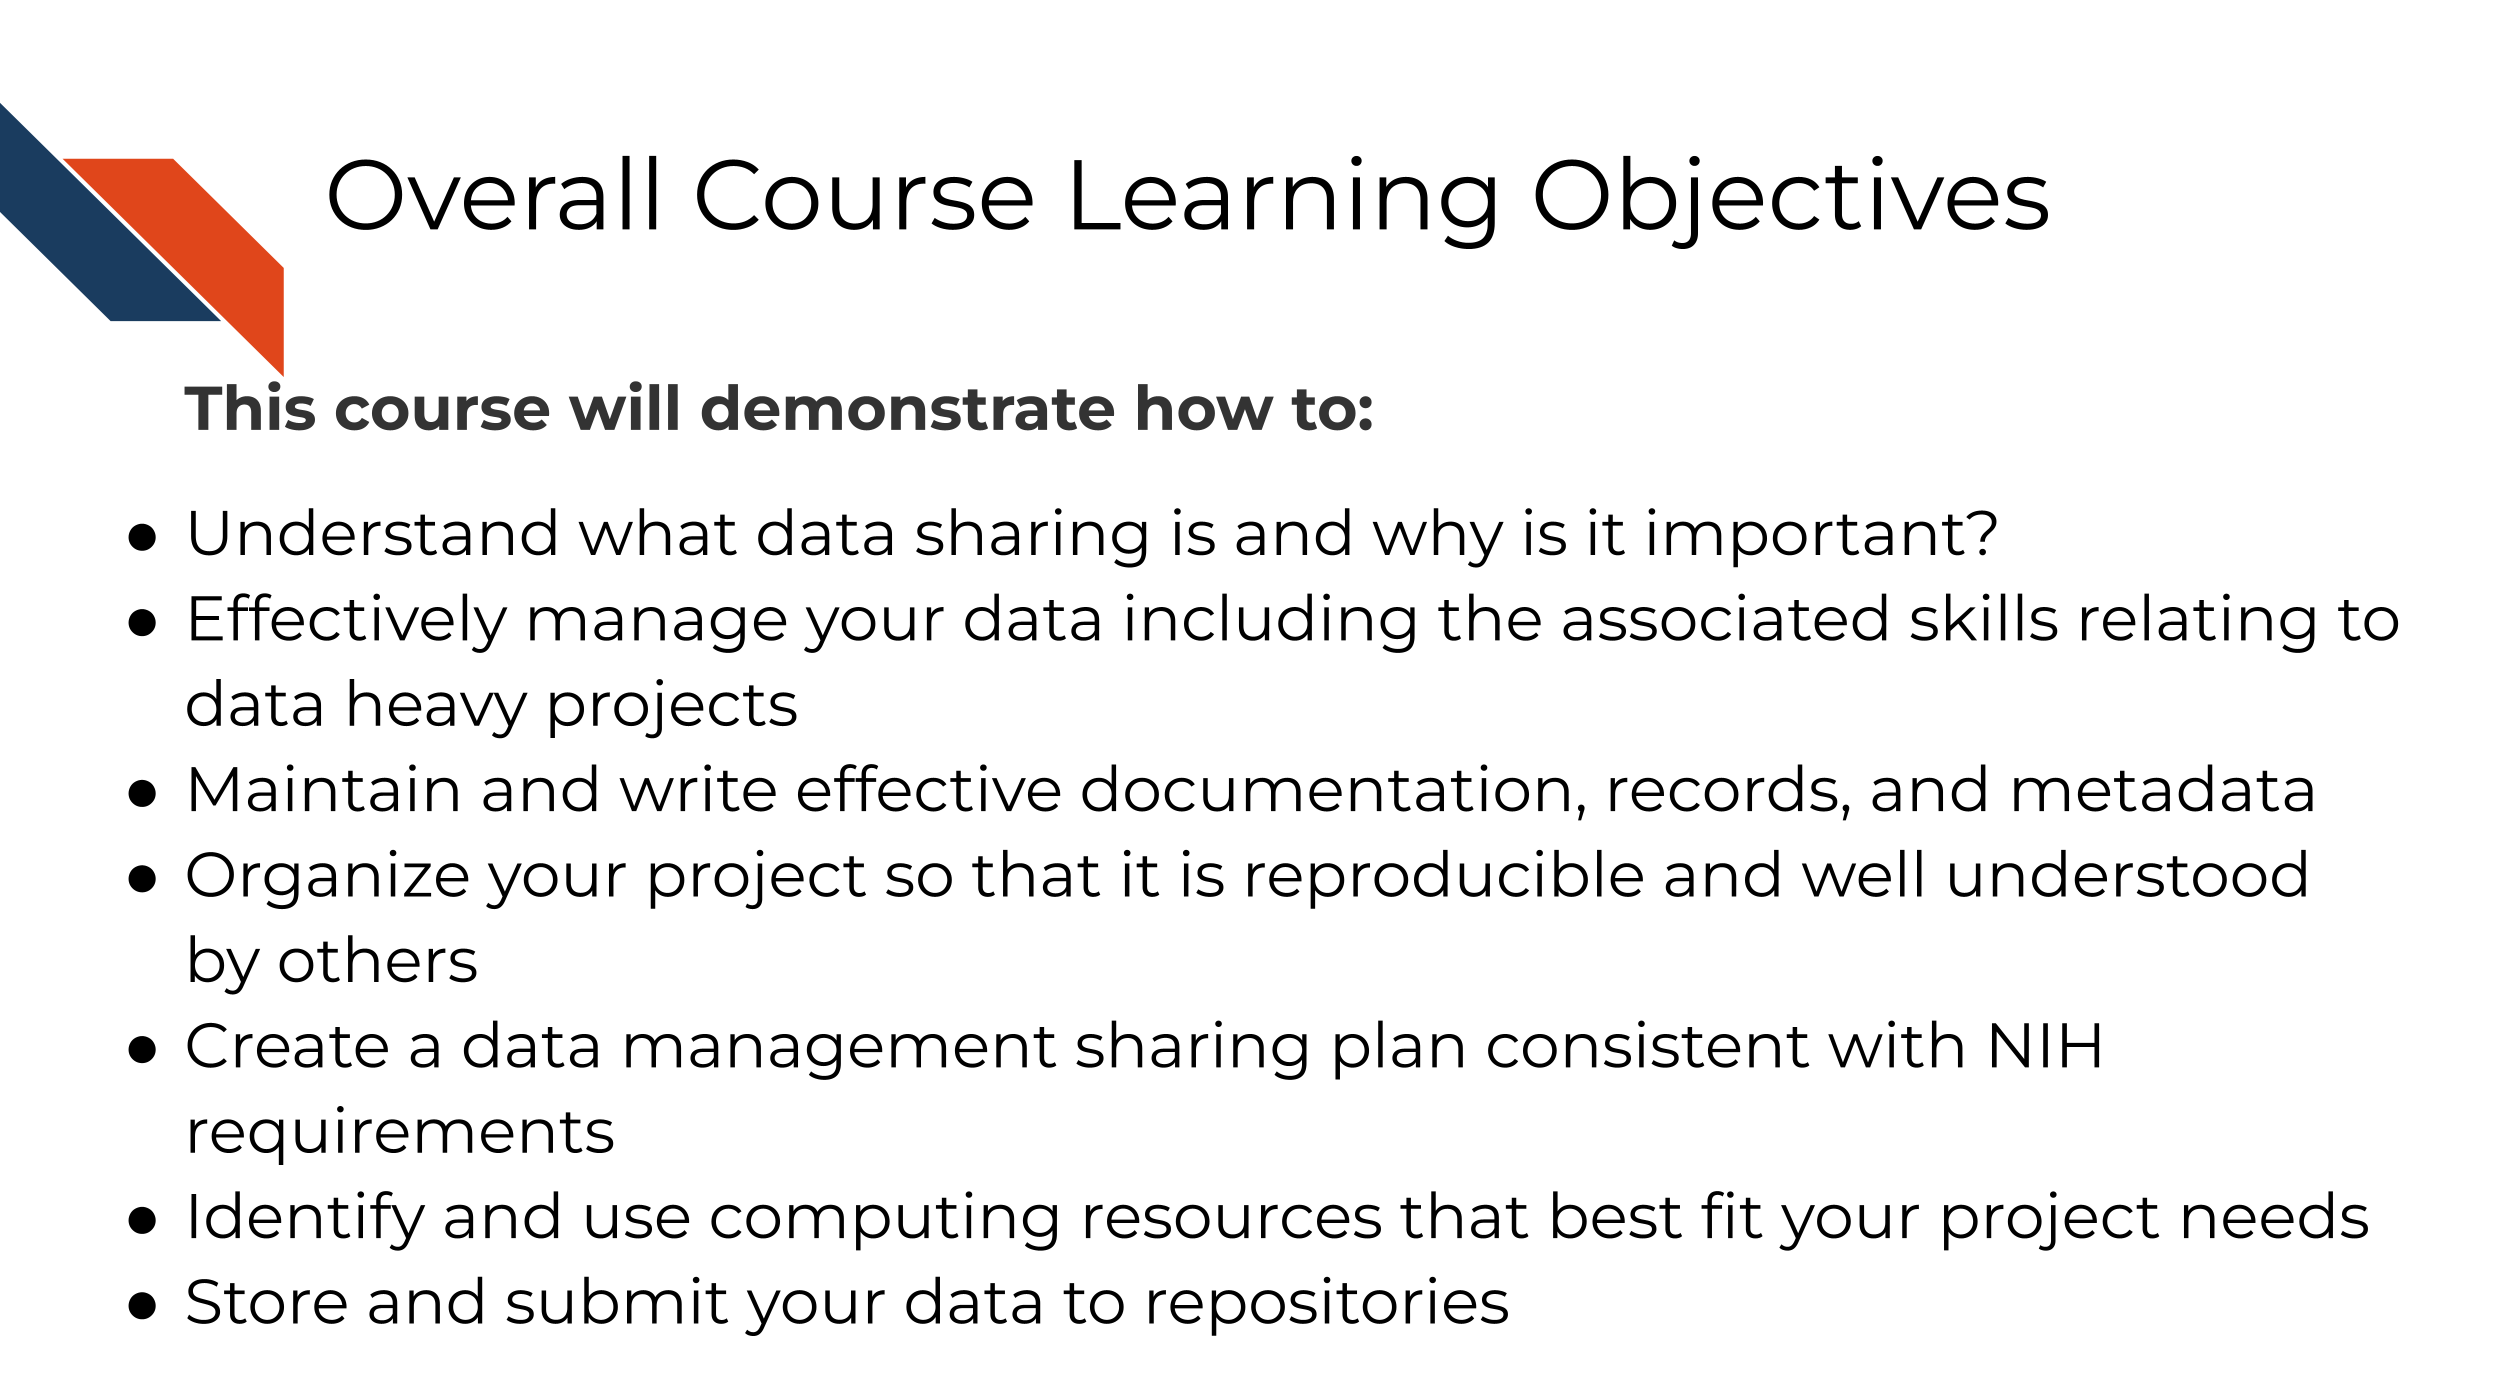 Overall Course Learning Objectives
This course will demonstrate how to:
● Understand what data sharing is and why is it important?
● Effectively manage your data including the associated skills relating to
data heavy projects
● Maintain and write effective documentation, records, and metadata
● Organize your project so that it is reproducible and well understood
by others
● Create a data management sharing plan consistent with NIH
requirements
● Identify and use computing resources that best fit your project needs
● Store and submit your data to repositories